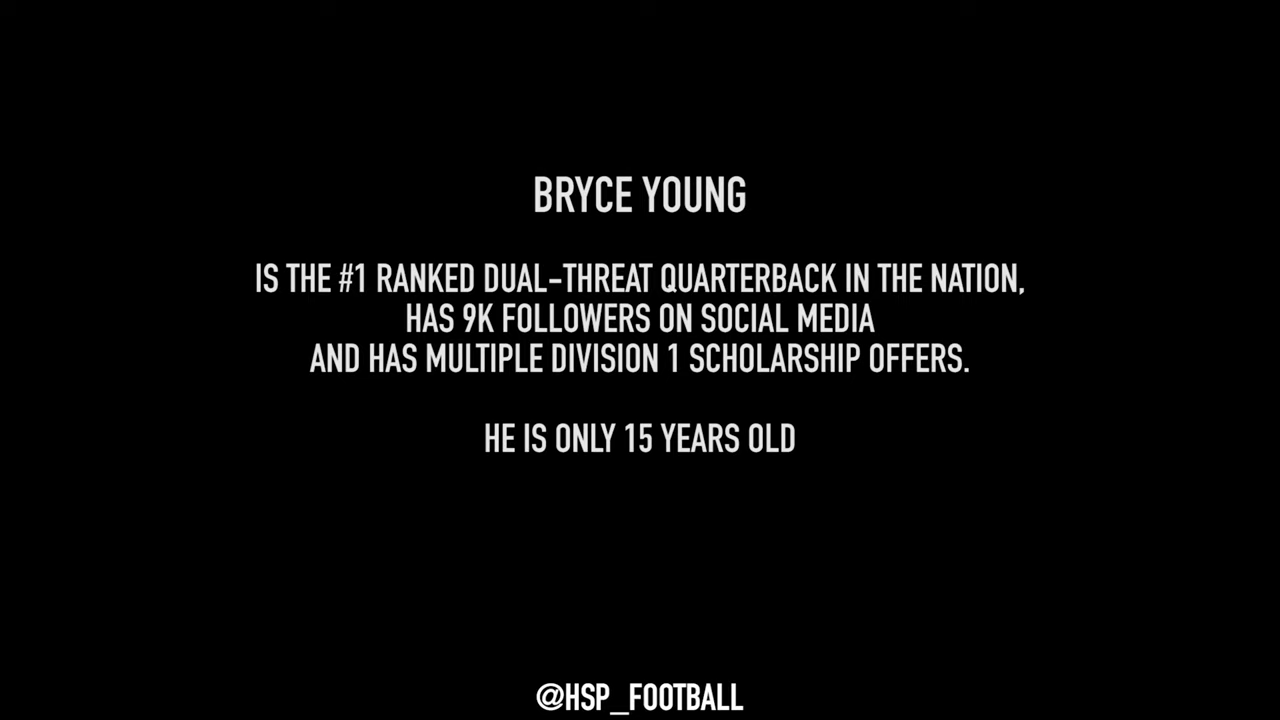 BRYCE YOUNG
IS THE #1 RANKED DUAL-THREAT QUARTERBACK IN THE NATION,
HAS 9K FOLLOWERS ON SOCIAL MEDIA
AND HAS MULTIPLE DIVISION 1 SCHOLARSHIP OFFERS.
HE IS ONLY 15 YEARS OLD
@HSP_FOOTBALL